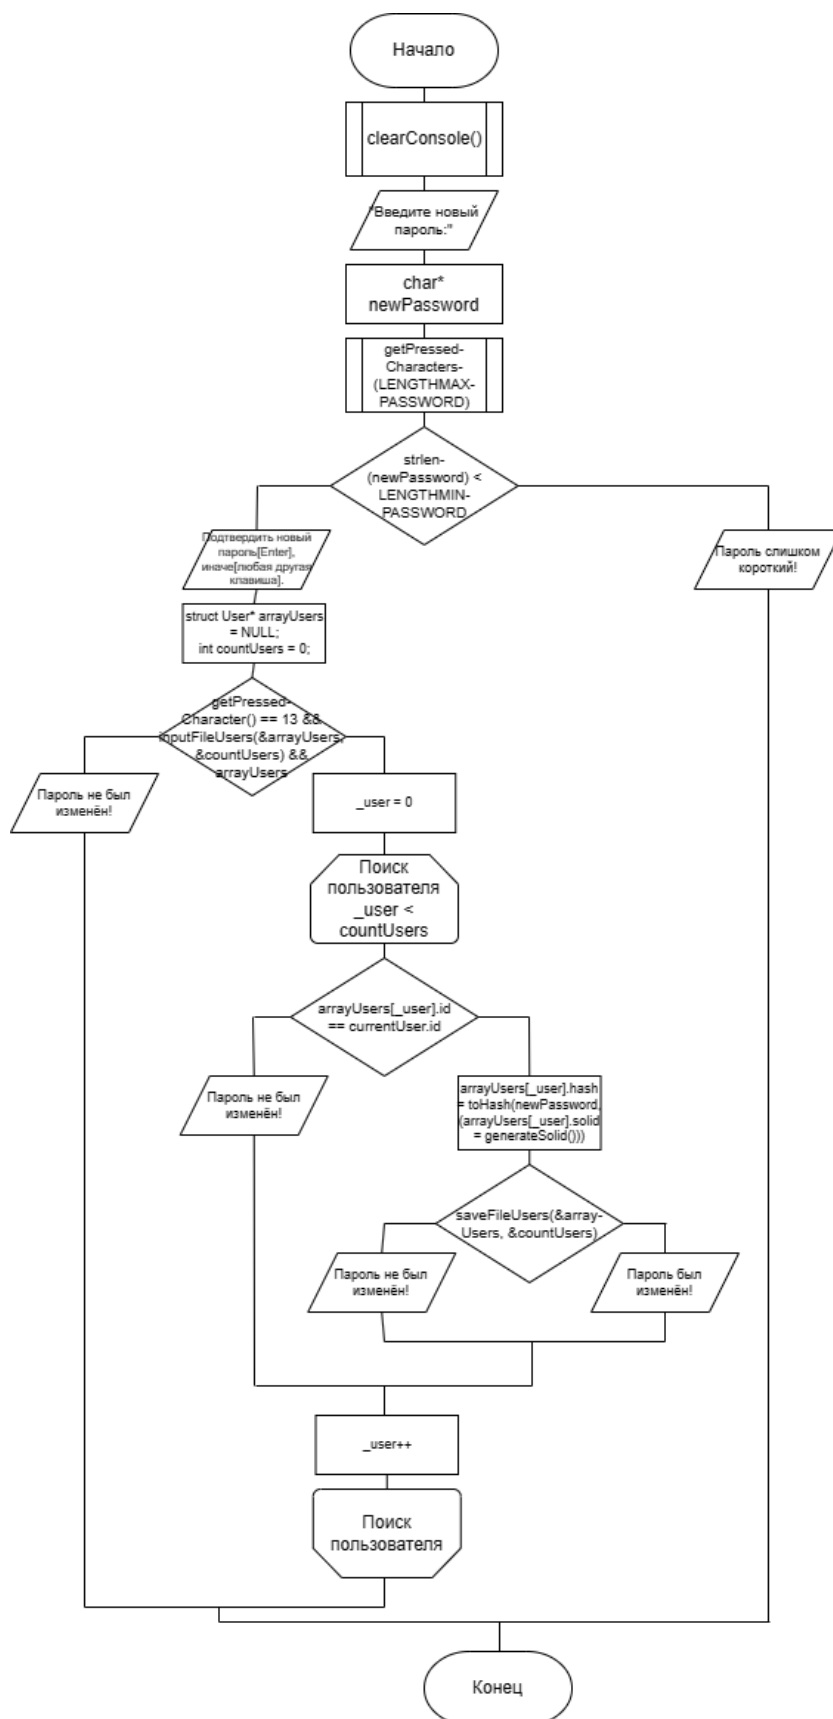 Начало
clearConsole()
"Введите новый
пароль:"
char*
newPassword
getPressed-
Characters-
(LENGTHMAX-
PASSWORD)
strlen-
(newPassword) <
LENGTHMIN-
PASSWORD
Подтвердить новый
пароль[Enter],
иначе[любая другая
клавиша].
Пароль слишком
короткий!
struct User* arrayUsers
= NULL;
int countUsers = 0;
getPressed-
Character() == 13 &&
inputFileUsers(&arrayUsers,
&countUsers) &&
arrayUsers
Пароль не был
изменён!
_user = 0
Поиск
пользователя
_user <
countUsers
arrayUsers[_user].id
== currentUser.id
Пароль не был
изменён!
arrayUsers[_user].hash
= toHash(newPassword,
(arrayUsers[_user].solid
= generateSolid()))
saveFileUsers(&array-
Users, &countUsers)
Пароль не был
изменён!
Пароль был
изменён!
_user++
Поиск
пользователя
Конец